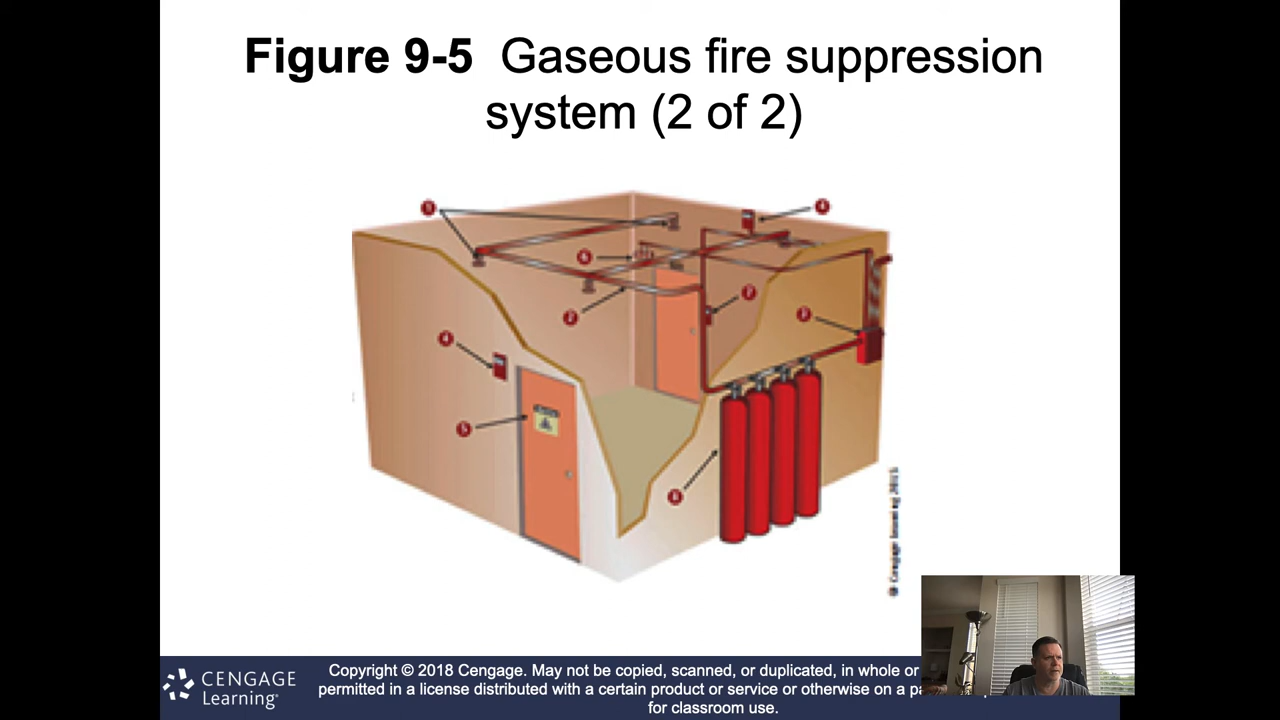 Figure 9-5 Gaseous fire suppression
system (2 of 2)
© Cengage Learning 2015
CENGAGE
Learning
Copyright © 2018 Cengage. May not be copied, scanned, or duplicated, in whole or
permitted in a license distributed with a certain product or service or otherwise on a
for classroom use.